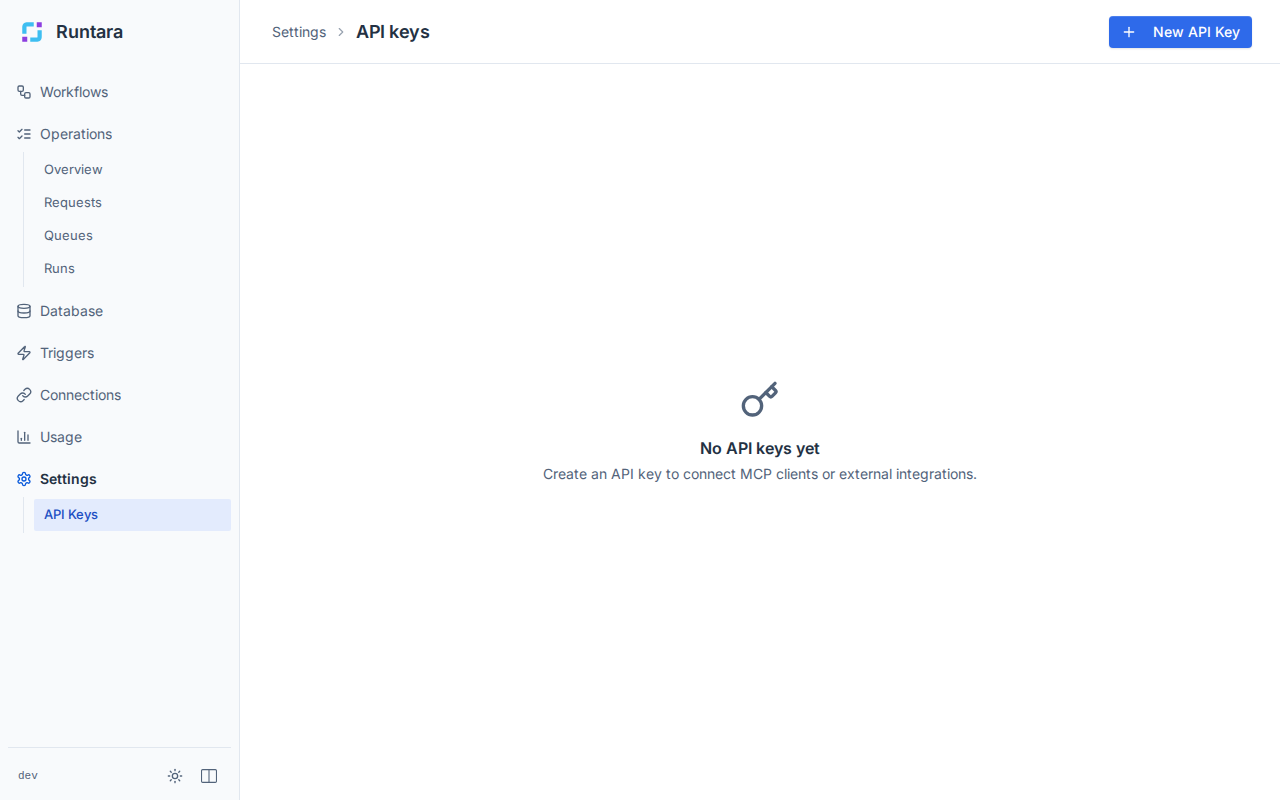 Runtara
Settings
API keys
New API Key
Workflows
Operations
Overview
Requests
Queues
Runs
Database
Triggers
Connections
Usage
Settings
API Keys
No API keys yet
Create an API key to connect MCP clients or external integrations.
dev